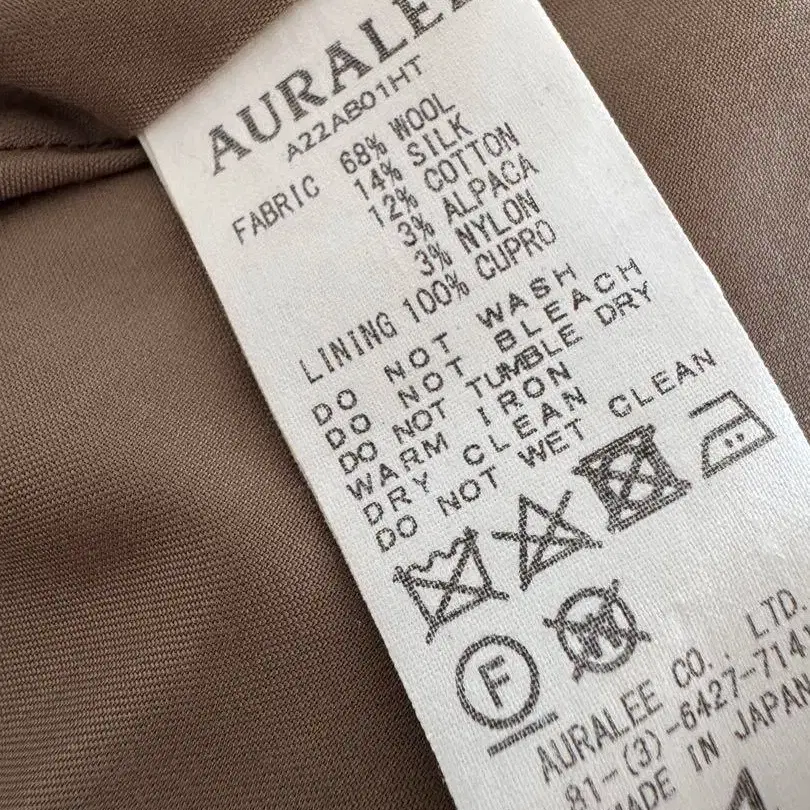 AURALEE
A22AB01HT
FABRIC 68% WOOL
14% SILK
12% COTTON
3% ALPACA
3% NYLON
LINING 100% CUPRO
DO NOT WASH
DO NOT BLEACH
DO NOT TUMBLE DRY
WARM IRON
DRY CLEAN
DO NOT WET CLEAN
F
W
AURALEE CO., LTD.
81-(3)-6427-714
MADE IN JAPAN